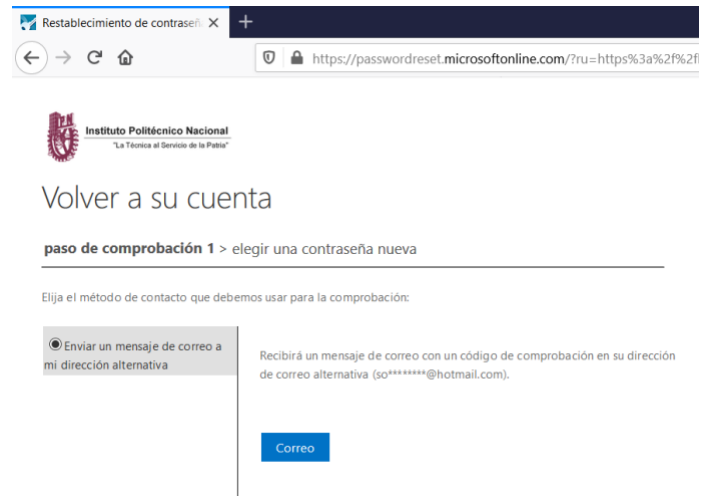 Restablecimiento de contraseñ
https://passwordreset.microsoftonline.com/?ru=https%3a%2f%2fl
IPN
Instituto Politécnico Nacional
"La Técnica al Servicio de la Patria"
Volver a su cuenta
paso de comprobación 1 > elegir una contraseña nueva
Elija el método de contacto que debemos usar para la comprobación:
Enviar un mensaje de correo a
mi dirección alternativa
Recibirá un mensaje de correo con un código de comprobación en su dirección
de correo alternativa (so********@hotmail.com).
Correo